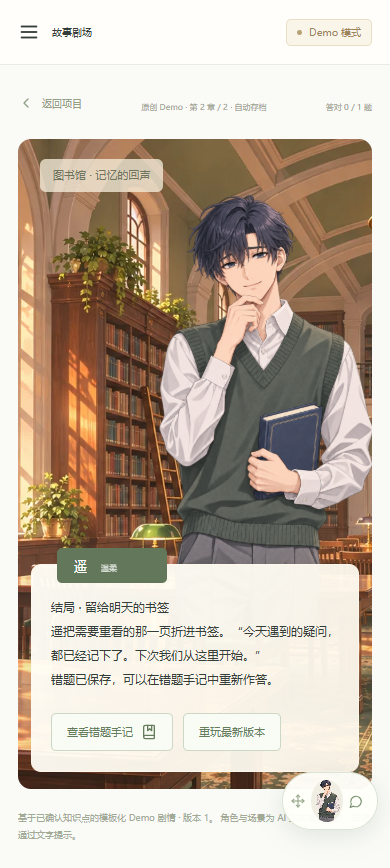 故事剧场
Demo 模式
返回项目
原创 Demo · 第 2 章 / 2 · 自动存档
答对 0 / 1 题
图书馆 · 记忆的回声
遥
温柔
结局 · 留给明天的书签
遥把需要重看的那一页折进书签。“今天遇到的疑问，
都已经记下了。下次我们从这里开始。”
错题已保存，可以在错题手记中重新作答。
查看错题手记
重玩最新版本
基于已确认知识点的模板化 Demo 剧情 · 版本 1。 角色与场景为 AI
通过文字提示。